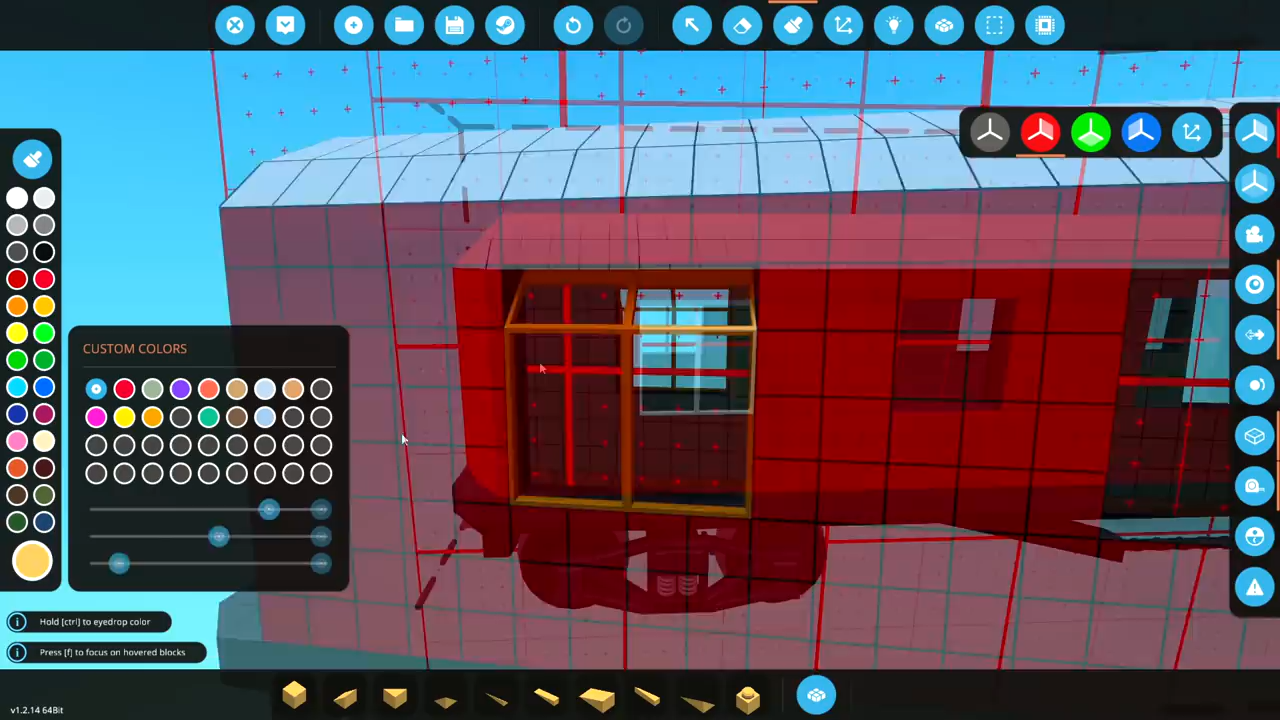 CUSTOM COLORS
Hold [ctrl] to eyedrop color
Press [f] to focus on hovered blocks
v1.2.14 64Bit